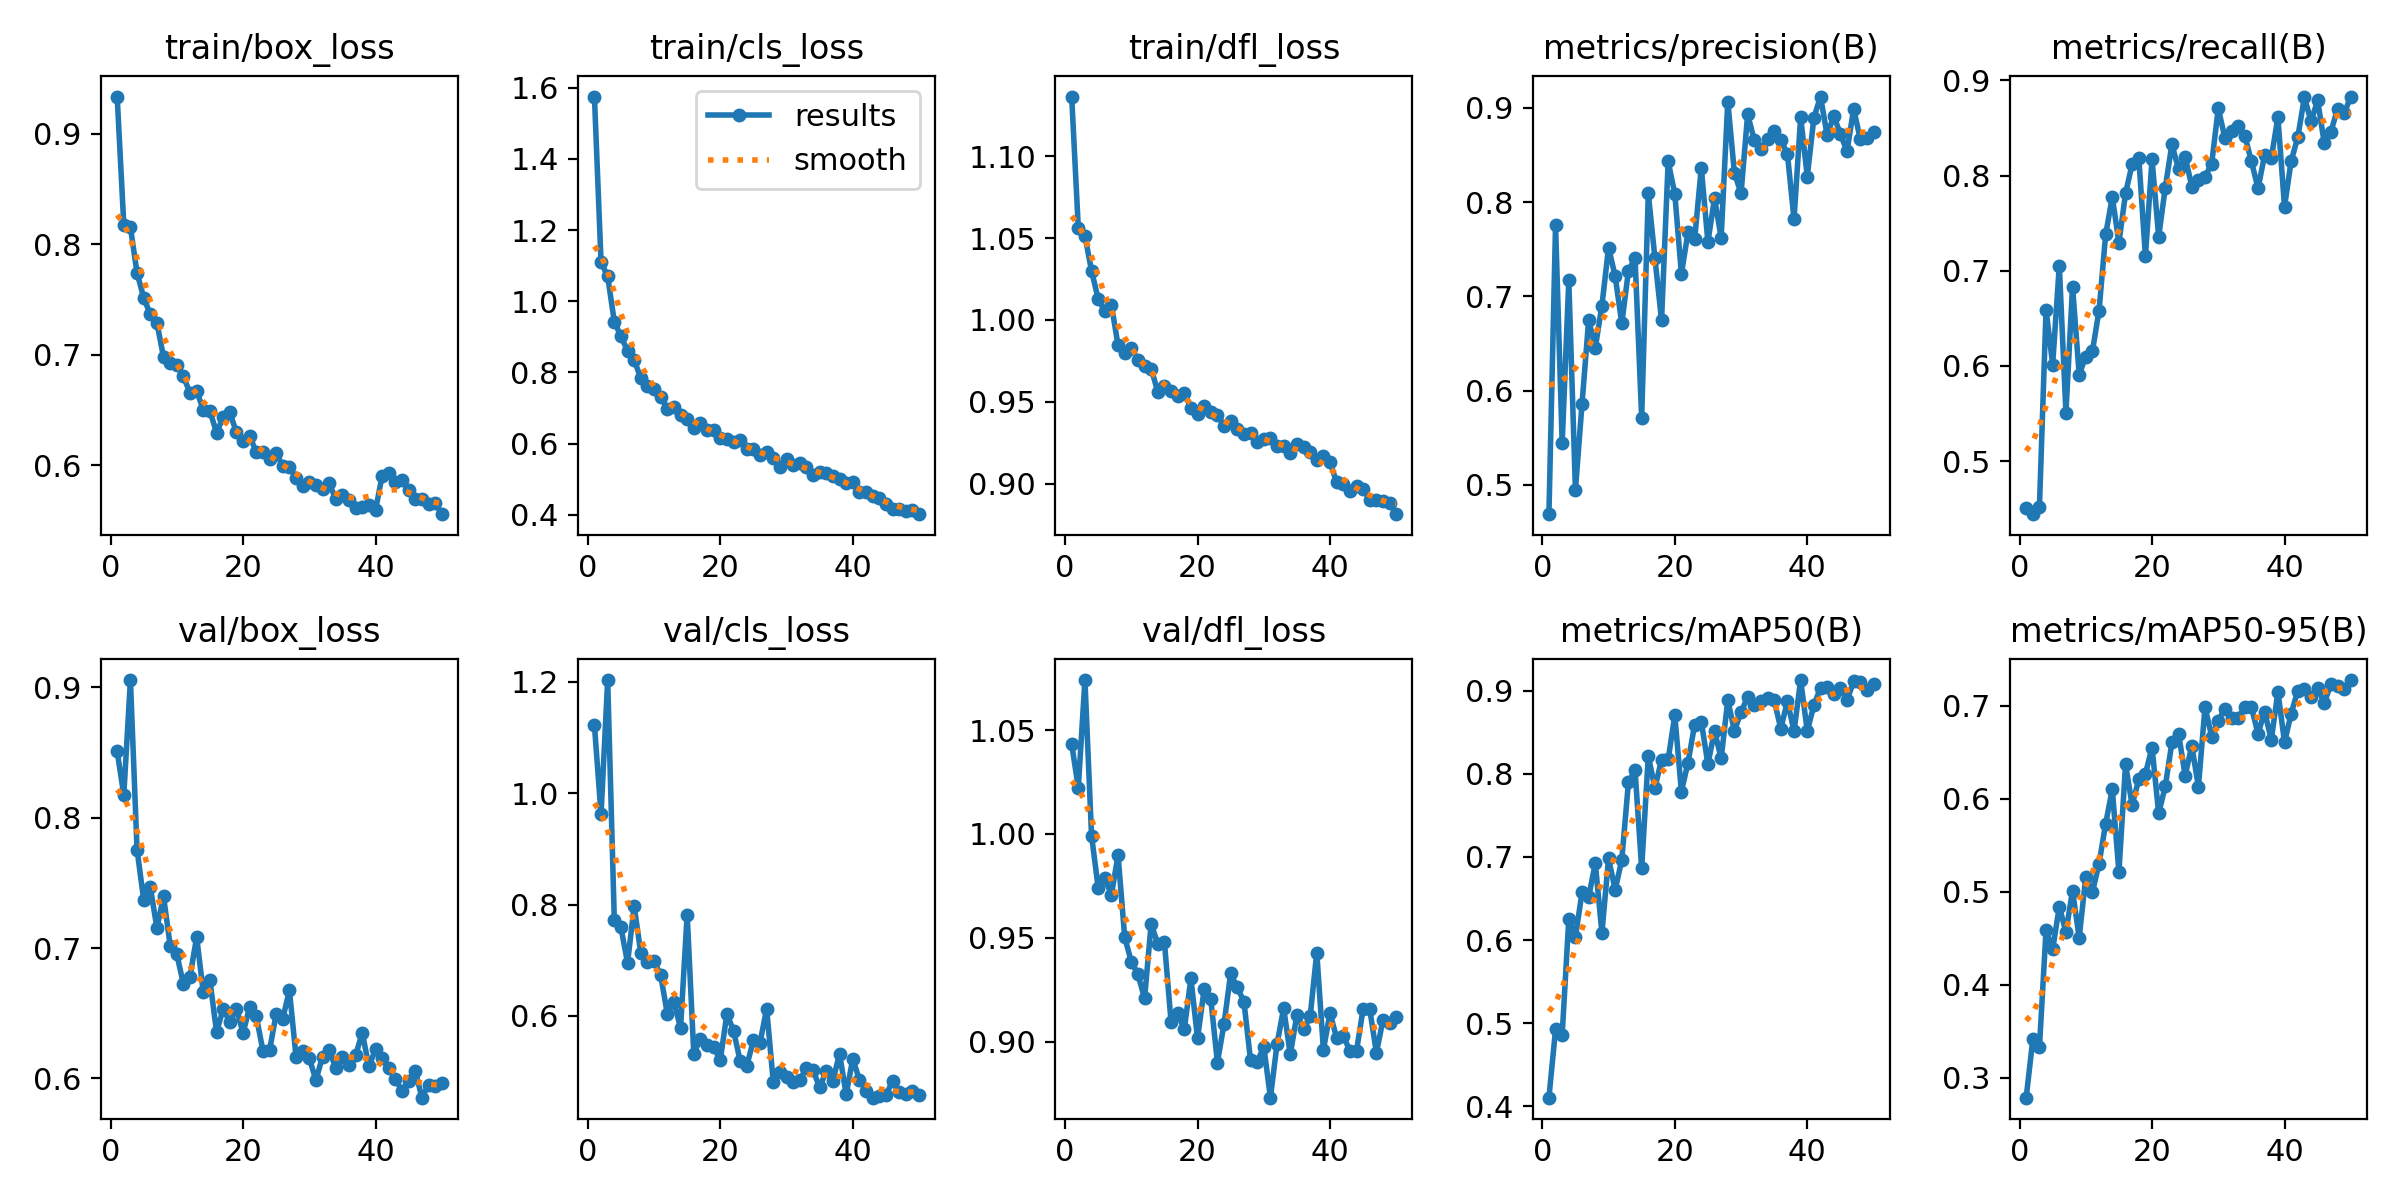 train/box_loss
train/cls_loss
train/dfl_loss
metrics/precision(B)
metrics/recall(B)
0.9
0.8
0.7
0.6
0 20 40
1.6
1.4
1.2
1.0
0.8
0.6
0.4
results
smooth
0 20 40
1.10
1.05
1.00
0.95
0.90
0 20 40
0.9
0.8
0.7
0.6
0.5
0 20 40
0.9
0.8
0.7
0.6
0.5
0 20 40
val/box_loss
val/cls_loss
val/dfl_loss
metrics/mAP50(B)
metrics/mAP50-95(B)
0.9
0.8
0.7
0.6
0 20 40
1.2
1.0
0.8
0.6
0 20 40
1.05
1.00
0.95
0.90
0 20 40
0.9
0.8
0.7
0.6
0.5
0.4
0 20 40
0.7
0.6
0.5
0.4
0.3
0 20 40